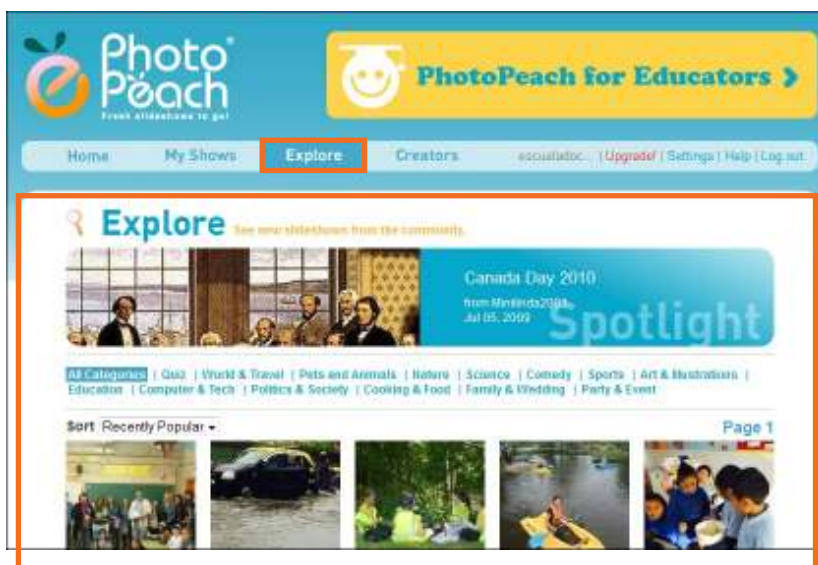 Photo
Peach
Fresh slideshows to go!
PhotoPeach for Educators
Home My Shows Explore Creators | Upgrade! | Settings | Help | Log out
Explore See new slideshows from the community.
Canada Day 2010
Jul 05, 2009
Spotlight
All Categories | Quiz | World & Travel | Pets and Animals | Nature | Science | Comedy | Sports | Art & Illustrations |
Education | Computer & Tech | Politics & Society | Cooking & Food | Family & Wedding | Party & Event
Sort Recently Popular Page 1